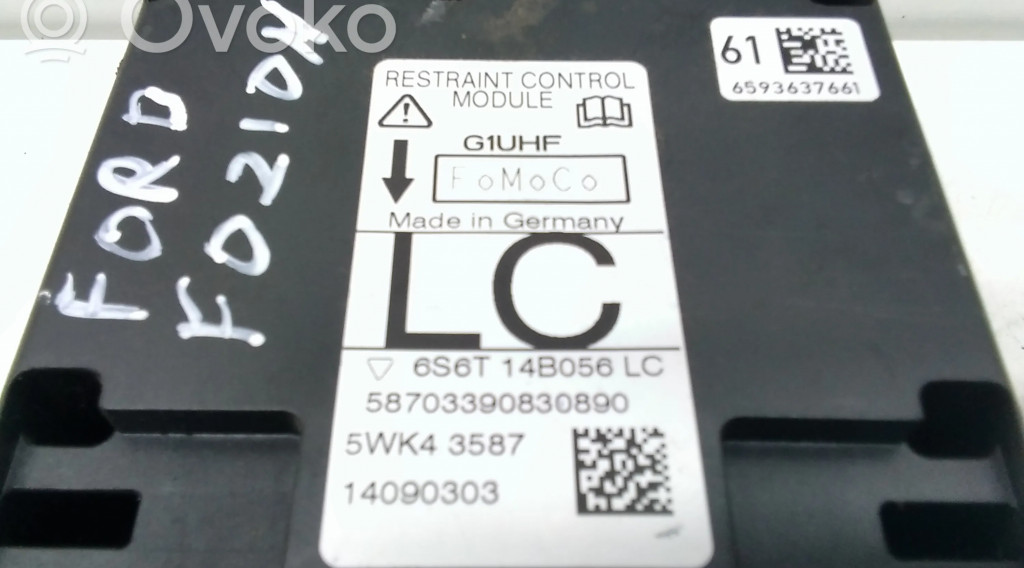 Ovoko
FORD
F0210A
RESTRAINT CONTROL
MODULE
G1UHF
FoMoCo
Made in Germany
LC
6S6T 14B056 LC
58703390830890
5WK4 3587
14090303
61
6593637661